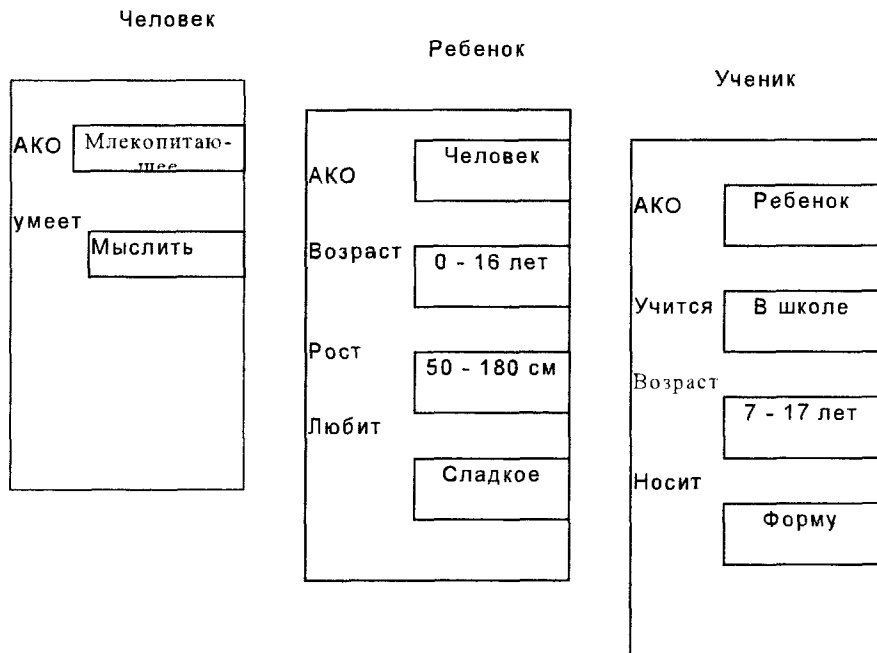 Человек
АКО
Млекопитаю-
щее
умеет
Мыслить
Ребенок
АКО
Человек
Возраст
0 - 16 лет
Рост
50 - 180 см
Любит
Сладкое
Ученик
АКО
Ребенок
Учится
В школе
Возраст
7 - 17 лет
Носит
Форму